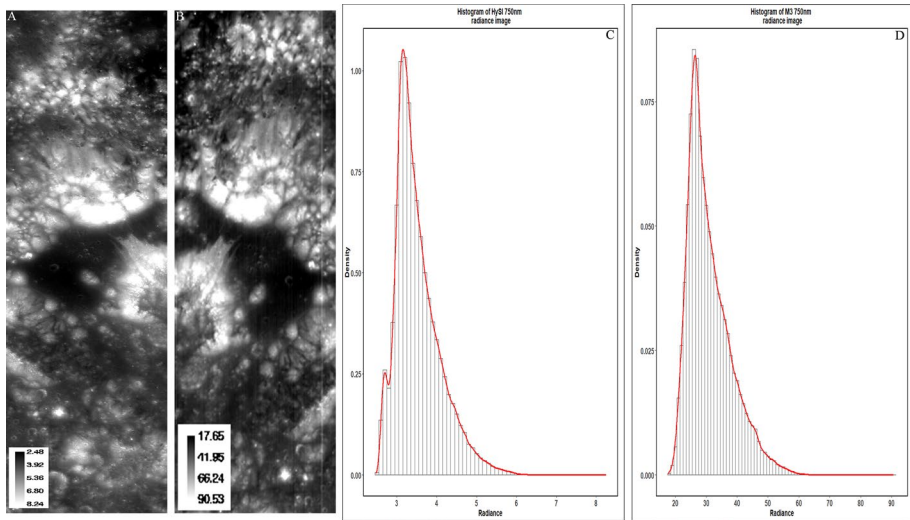 A
2.48
3.92
5.36
6.80
8.24
B
17.65
41.95
66.24
90.53
Histogram of HySI 750nm
radiance image
C
Density
1.00
0.75
0.50
0.25
0.00
3 4 5 6 7 8
Radiance
Histogram of M3 750nm
radiance image
D
Density
0.075
0.050
0.025
0.000
20 30 40 50 60 70 80 90
Radiance